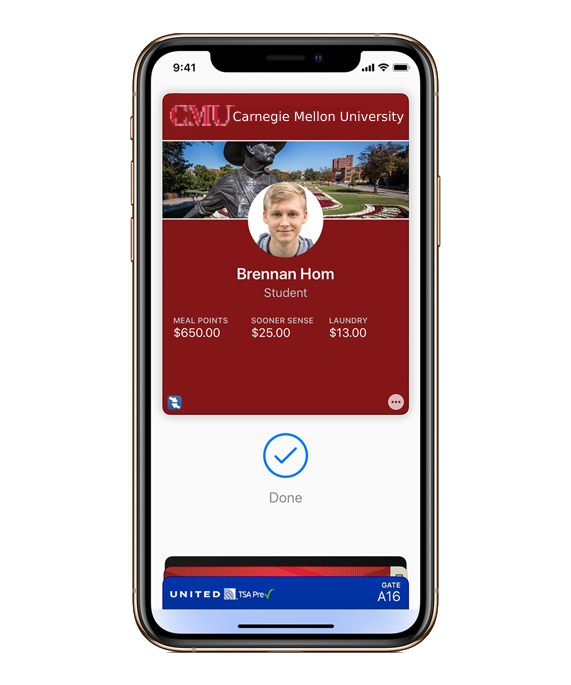 9:41
CMU Carnegie Mellon University
Brennan Hom
Student
MEAL POINTS SOONER SENSE LAUNDRY
$650.00 $25.00 $13.00
Done
UNITED TSA Pre✓ GATE
A16